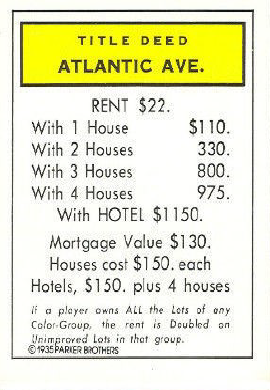 TITLE DEED
ATLANTIC AVE.
RENT $22.
With 1 House $110.
With 2 Houses 330.
With 3 Houses 800.
With 4 Houses 975.
With HOTEL $1150.
Mortgage Value $130.
Houses cost $150. each
Hotels, $150. plus 4 houses
If a player owns ALL the Lots of any
Color-Group, the rent is Doubled on
Unimproved Lots in that group.
©1935 PARKER BROTHERS